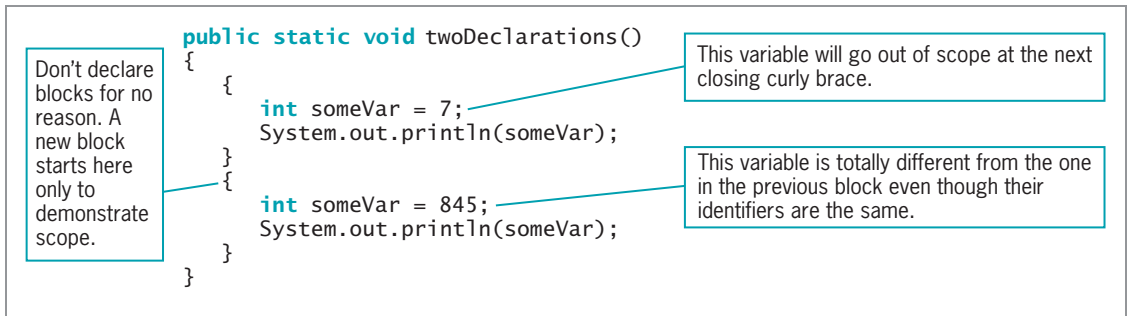 public static void twoDeclarations()
{
{
int someVar = 7;
System.out.println(someVar);
}
{
int someVar = 845;
System.out.println(someVar);
}
}
Don't declare
blocks for no
reason. A
new block
starts here
only to
demonstrate
scope.
This variable will go out of scope at the next
closing curly brace.
This variable is totally different from the one
in the previous block even though their
identifiers are the same.